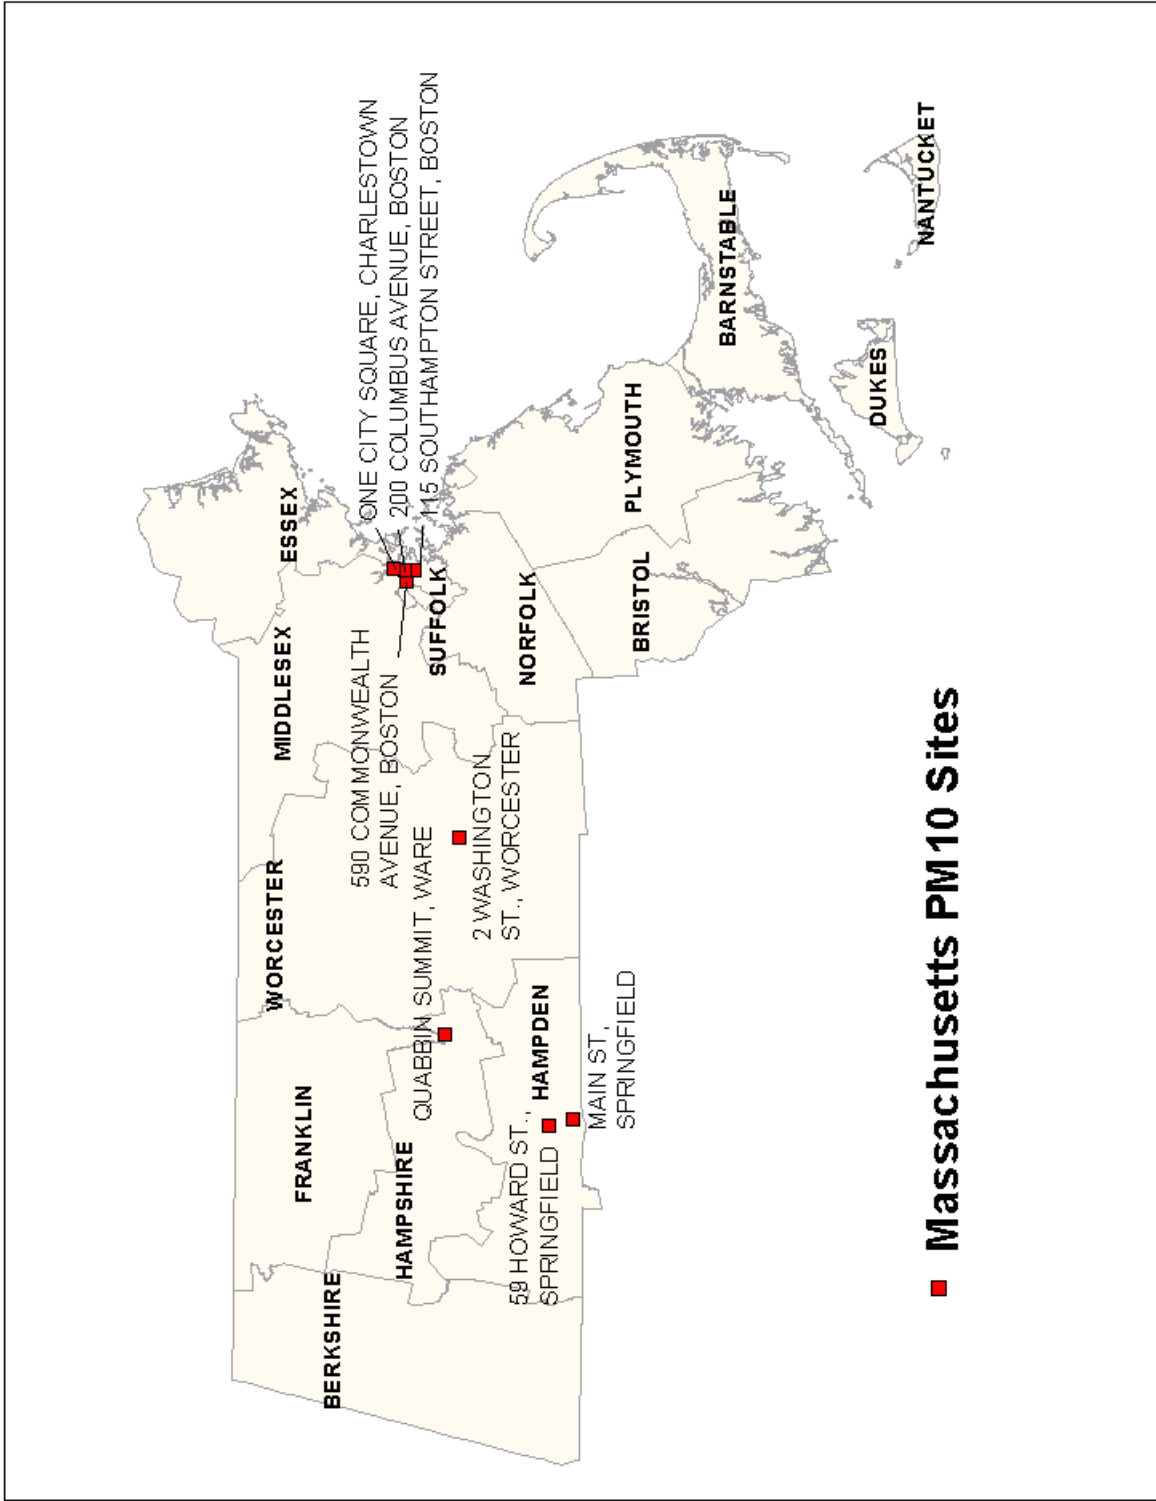 ONE CITY SQUARE, CHARLESTOWN
200 COLUMBUS AVENUE, BOSTON
115 SOUTHAMPTON STREET, BOSTON
ESSEX
MIDDLESEX
WORCESTER
FRANKLIN
BERKSHIRE
590 COMMONWEALTH
AVENUE, BOSTON
SUFFOLK
QUABBIN SUMMIT, WARE
HAMPSHIRE
2 WASHINGTON
ST., WORCESTER
NORFOLK
HAMPDEN
59 HOWARD ST.,
SPRINGFIELD
MAIN ST,
SPRINGFIELD
BRISTOL
PLYMOUTH
BARNSTABLE
DUKES
NANTUCKET
Massachusetts PM10 Sites